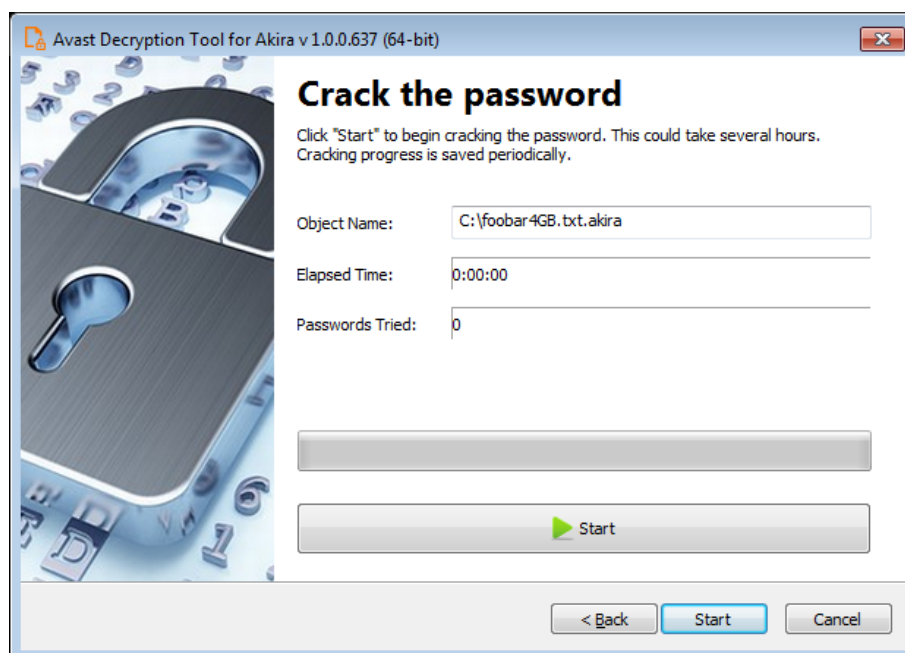 Avast Decryption Tool for Akira v 1.0.0.637 (64-bit)
Crack the password
Click "Start" to begin cracking the password. This could take several hours.
Cracking progress is saved periodically.
Object Name: C:\foobar4GB.txt.akira
Elapsed Time: 0:00:00
Passwords Tried: 0
Start
< Back Start Cancel